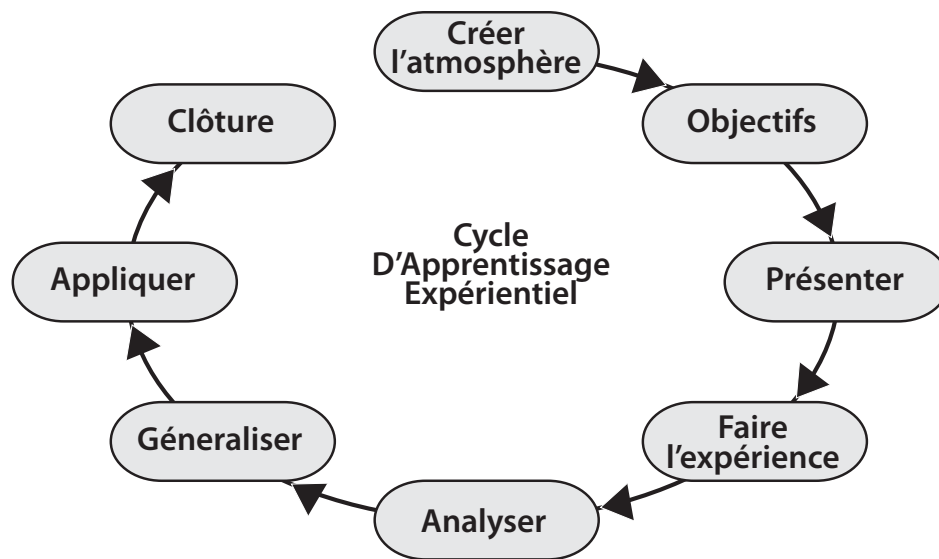 Créer
l'atmosphère
Objectifs
Présenter
Faire
l'expérience
Analyser
Géneraliser
Appliquer
Clôture
Cycle
D'Apprentissage
Expérientiel